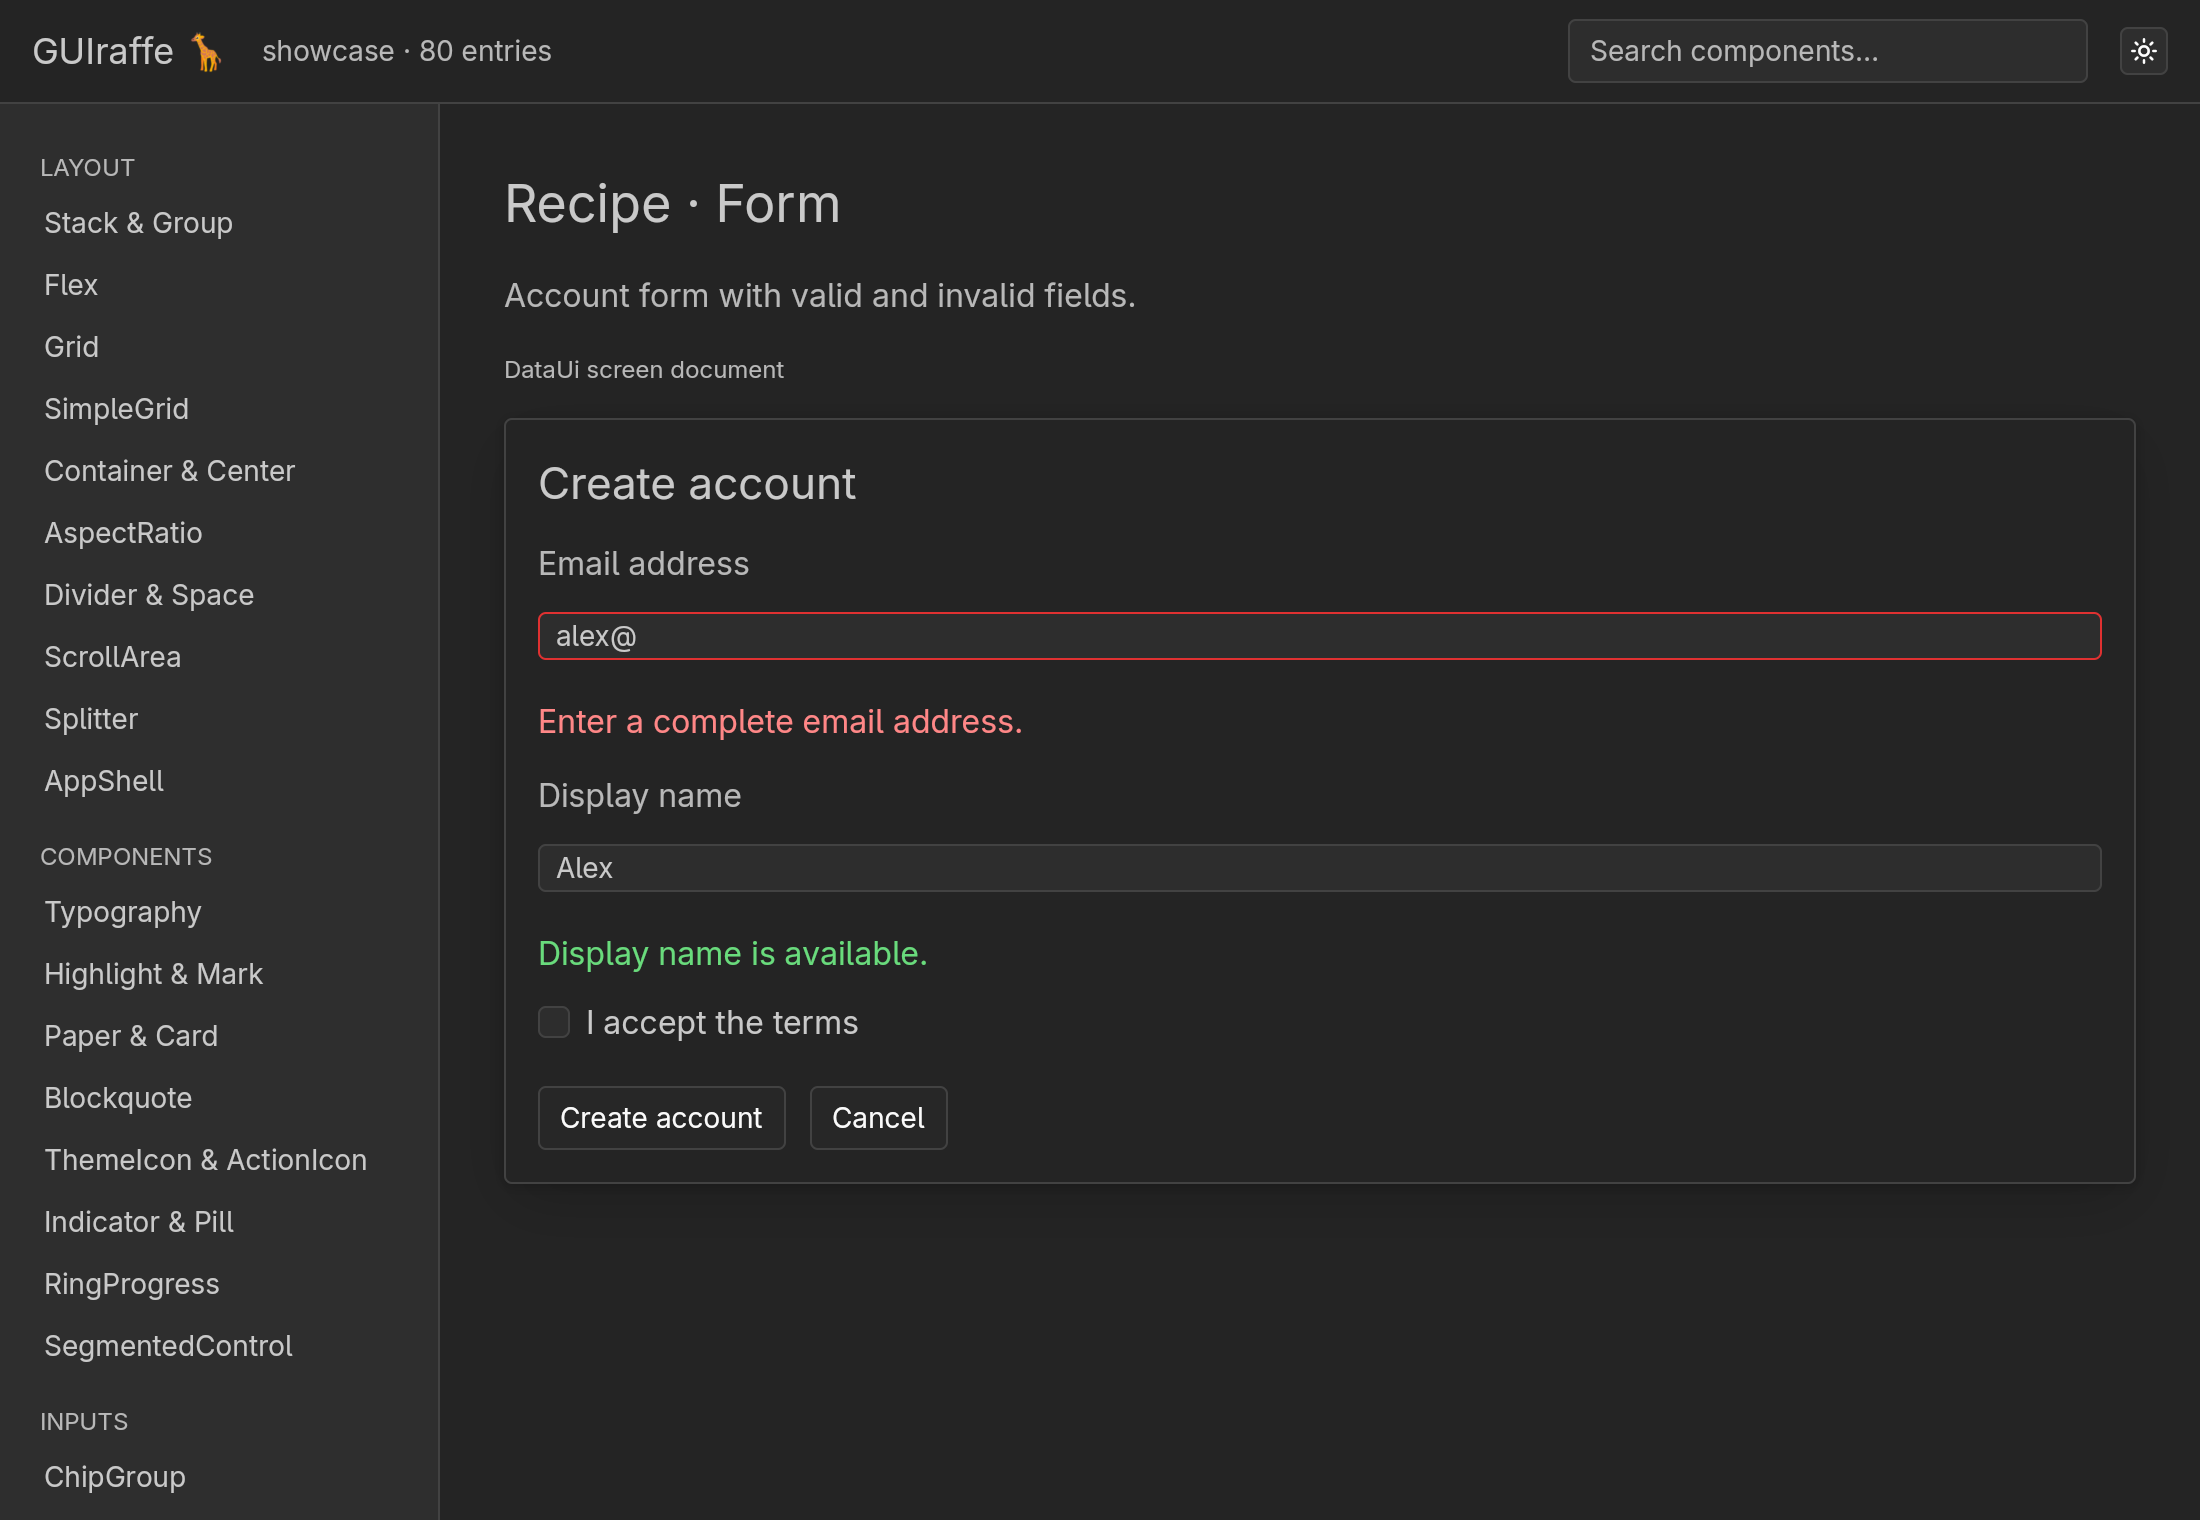 GUIraffe 🦒 showcase · 80 entries
Search components...
LAYOUT
Stack & Group
Flex
Grid
SimpleGrid
Container & Center
AspectRatio
Divider & Space
ScrollArea
Splitter
AppShell
COMPONENTS
Typography
Highlight & Mark
Paper & Card
Blockquote
ThemeIcon & ActionIcon
Indicator & Pill
RingProgress
SegmentedControl
INPUTS
ChipGroup
Recipe · Form
Account form with valid and invalid fields.
DataUi screen document
Create account
Email address
alex@
Enter a complete email address.
Display name
Alex
Display name is available.
I accept the terms
Create account
Cancel